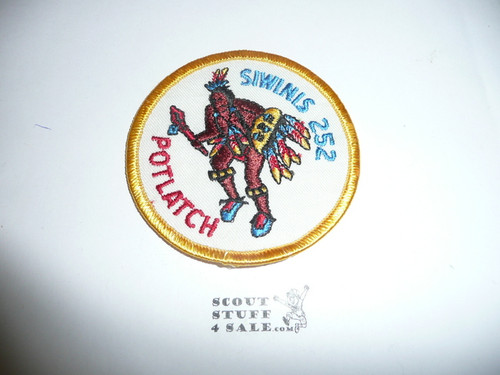 SIWINIS 252
POTLATCH
SCOUT
STUFF
4 SALE.COM